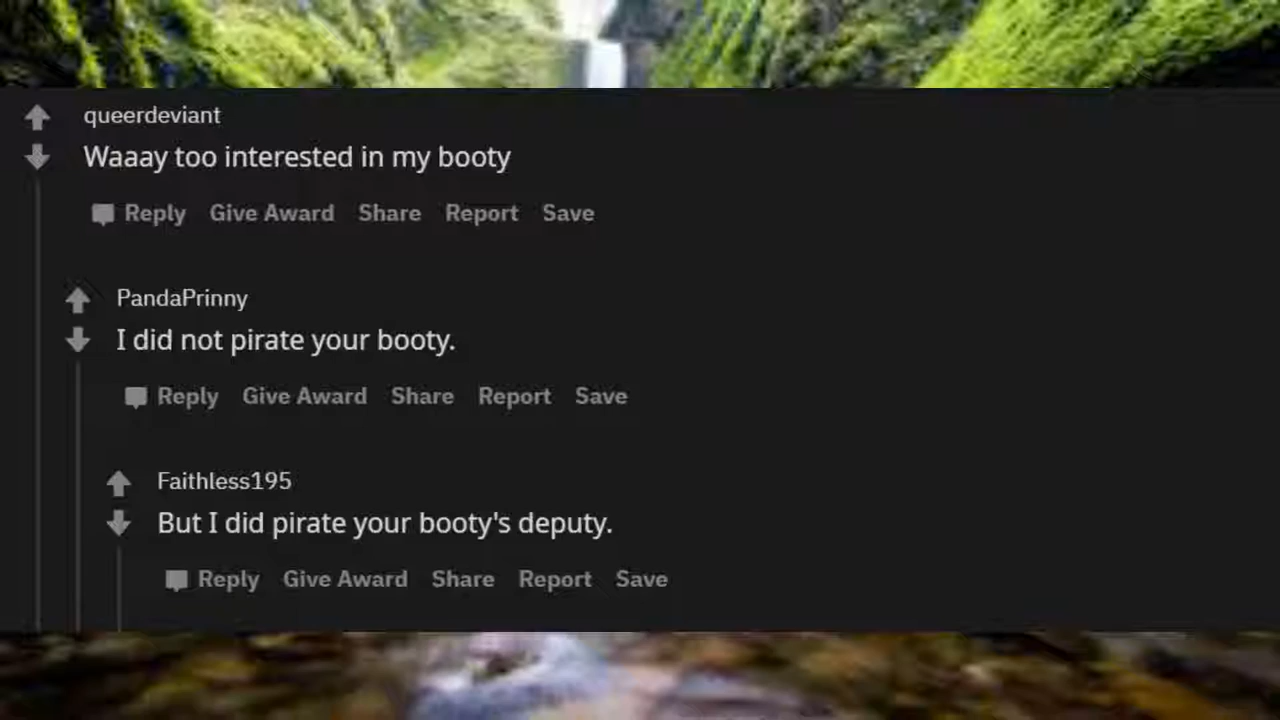 queerdeviant
Waaay too interested in my booty
Reply Give Award Share Report Save
PandaPrinny
I did not pirate your booty.
Reply Give Award Share Report Save
Faithless195
But I did pirate your booty's deputy.
Reply Give Award Share Report Save